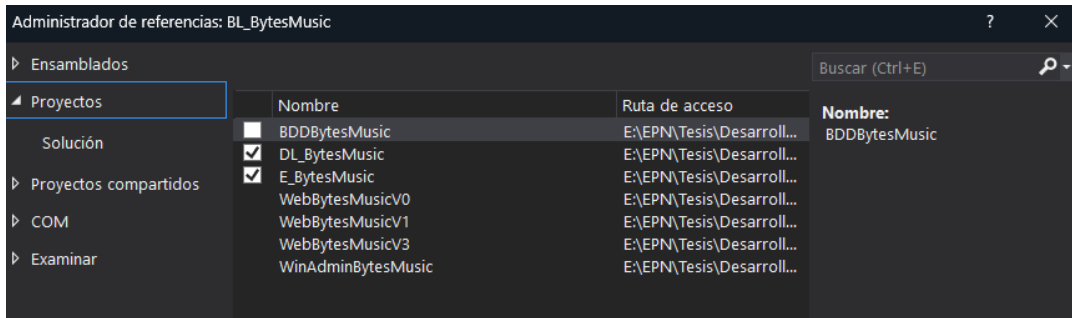 Administrador de referencias: BL_BytesMusic ? ×
Ensamblados
Proyectos
Solución
Proyectos compartidos
COM
Examinar
Nombre Ruta de acceso
BDDBytesMusic E:\EPN\Tesis\Desarroll...
DL_BytesMusic E:\EPN\Tesis\Desarroll...
E_BytesMusic E:\EPN\Tesis\Desarroll...
WebBytesMusicV0 E:\EPN\Tesis\Desarroll...
WebBytesMusicV1 E:\EPN\Tesis\Desarroll...
WebBytesMusicV3 E:\EPN\Tesis\Desarroll...
WinAdminBytesMusic E:\EPN\Tesis\Desarroll...
Buscar (Ctrl+E)
Nombre:
BDDBytesMusic